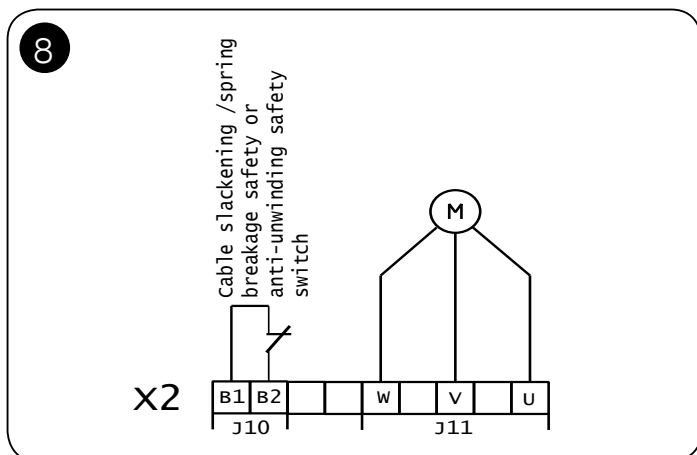 8
Cable slackening /spring
breakage safety or
anti-unwinding safety
switch
M
X2
B1 B2 W V U
J10 J11